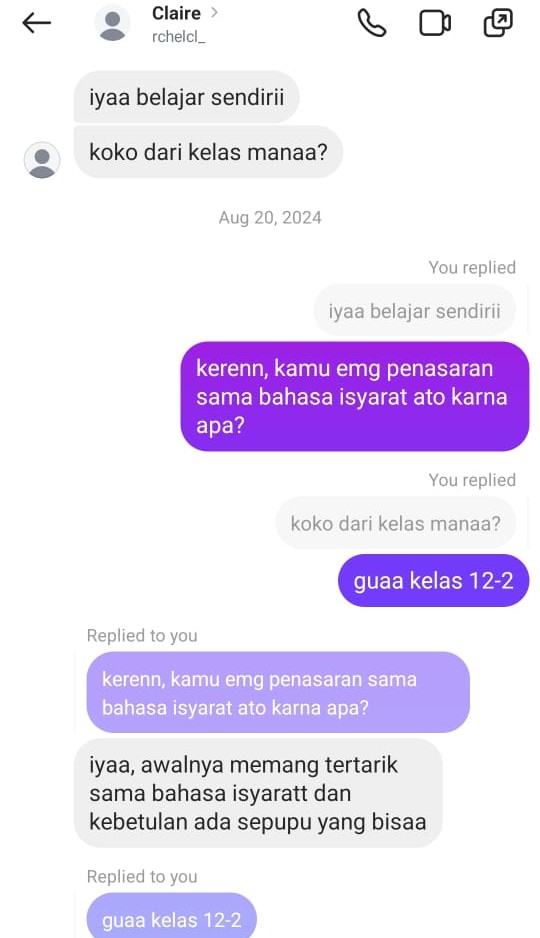 Claire
rchelcl_
iyaa belajar sendirii
koko dari kelas manaa?
Aug 20, 2024
You replied
iyaa belajar sendirii
kerenn, kamu emg penasaran
sama bahasa isyarat ato karna
apa?
You replied
koko dari kelas manaa?
guaa kelas 12-2
Replied to you
kerenn, kamu emg penasaran sama
bahasa isyarat ato karna apa?
iyaa, awalnya memang tertarik
sama bahasa isyaratt dan
kebetulan ada sepupu yang bisaa
Replied to you
guaa kelas 12-2